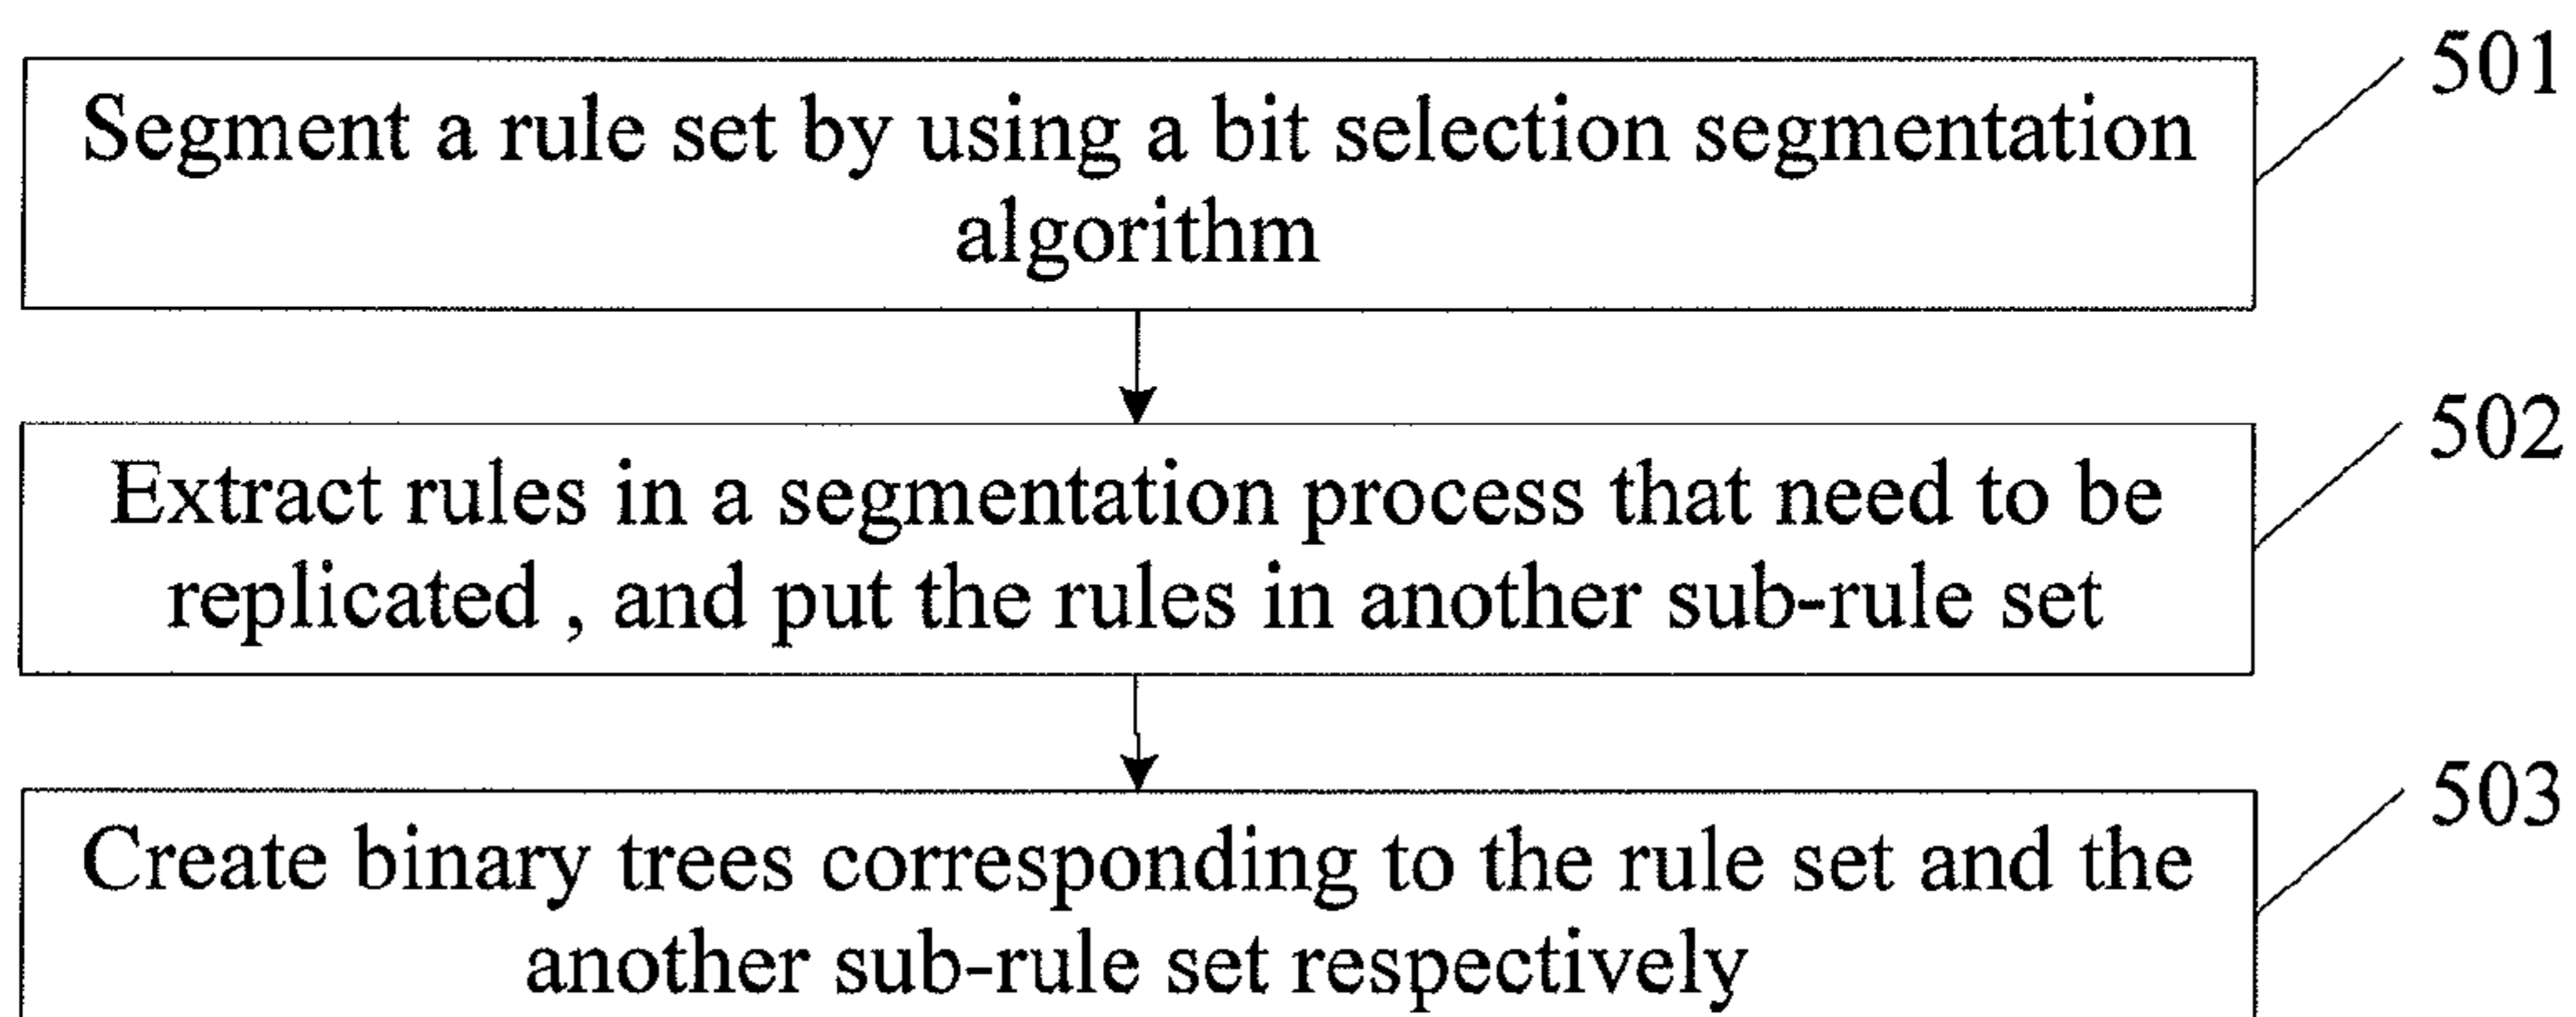 501
Segment a rule set by using a bit selection segmentation
algorithm
502
Extract rules in a segmentation process that need to be
replicated , and put the rules in another sub-rule set
503
Create binary trees corresponding to the rule set and the
another sub-rule set respectively